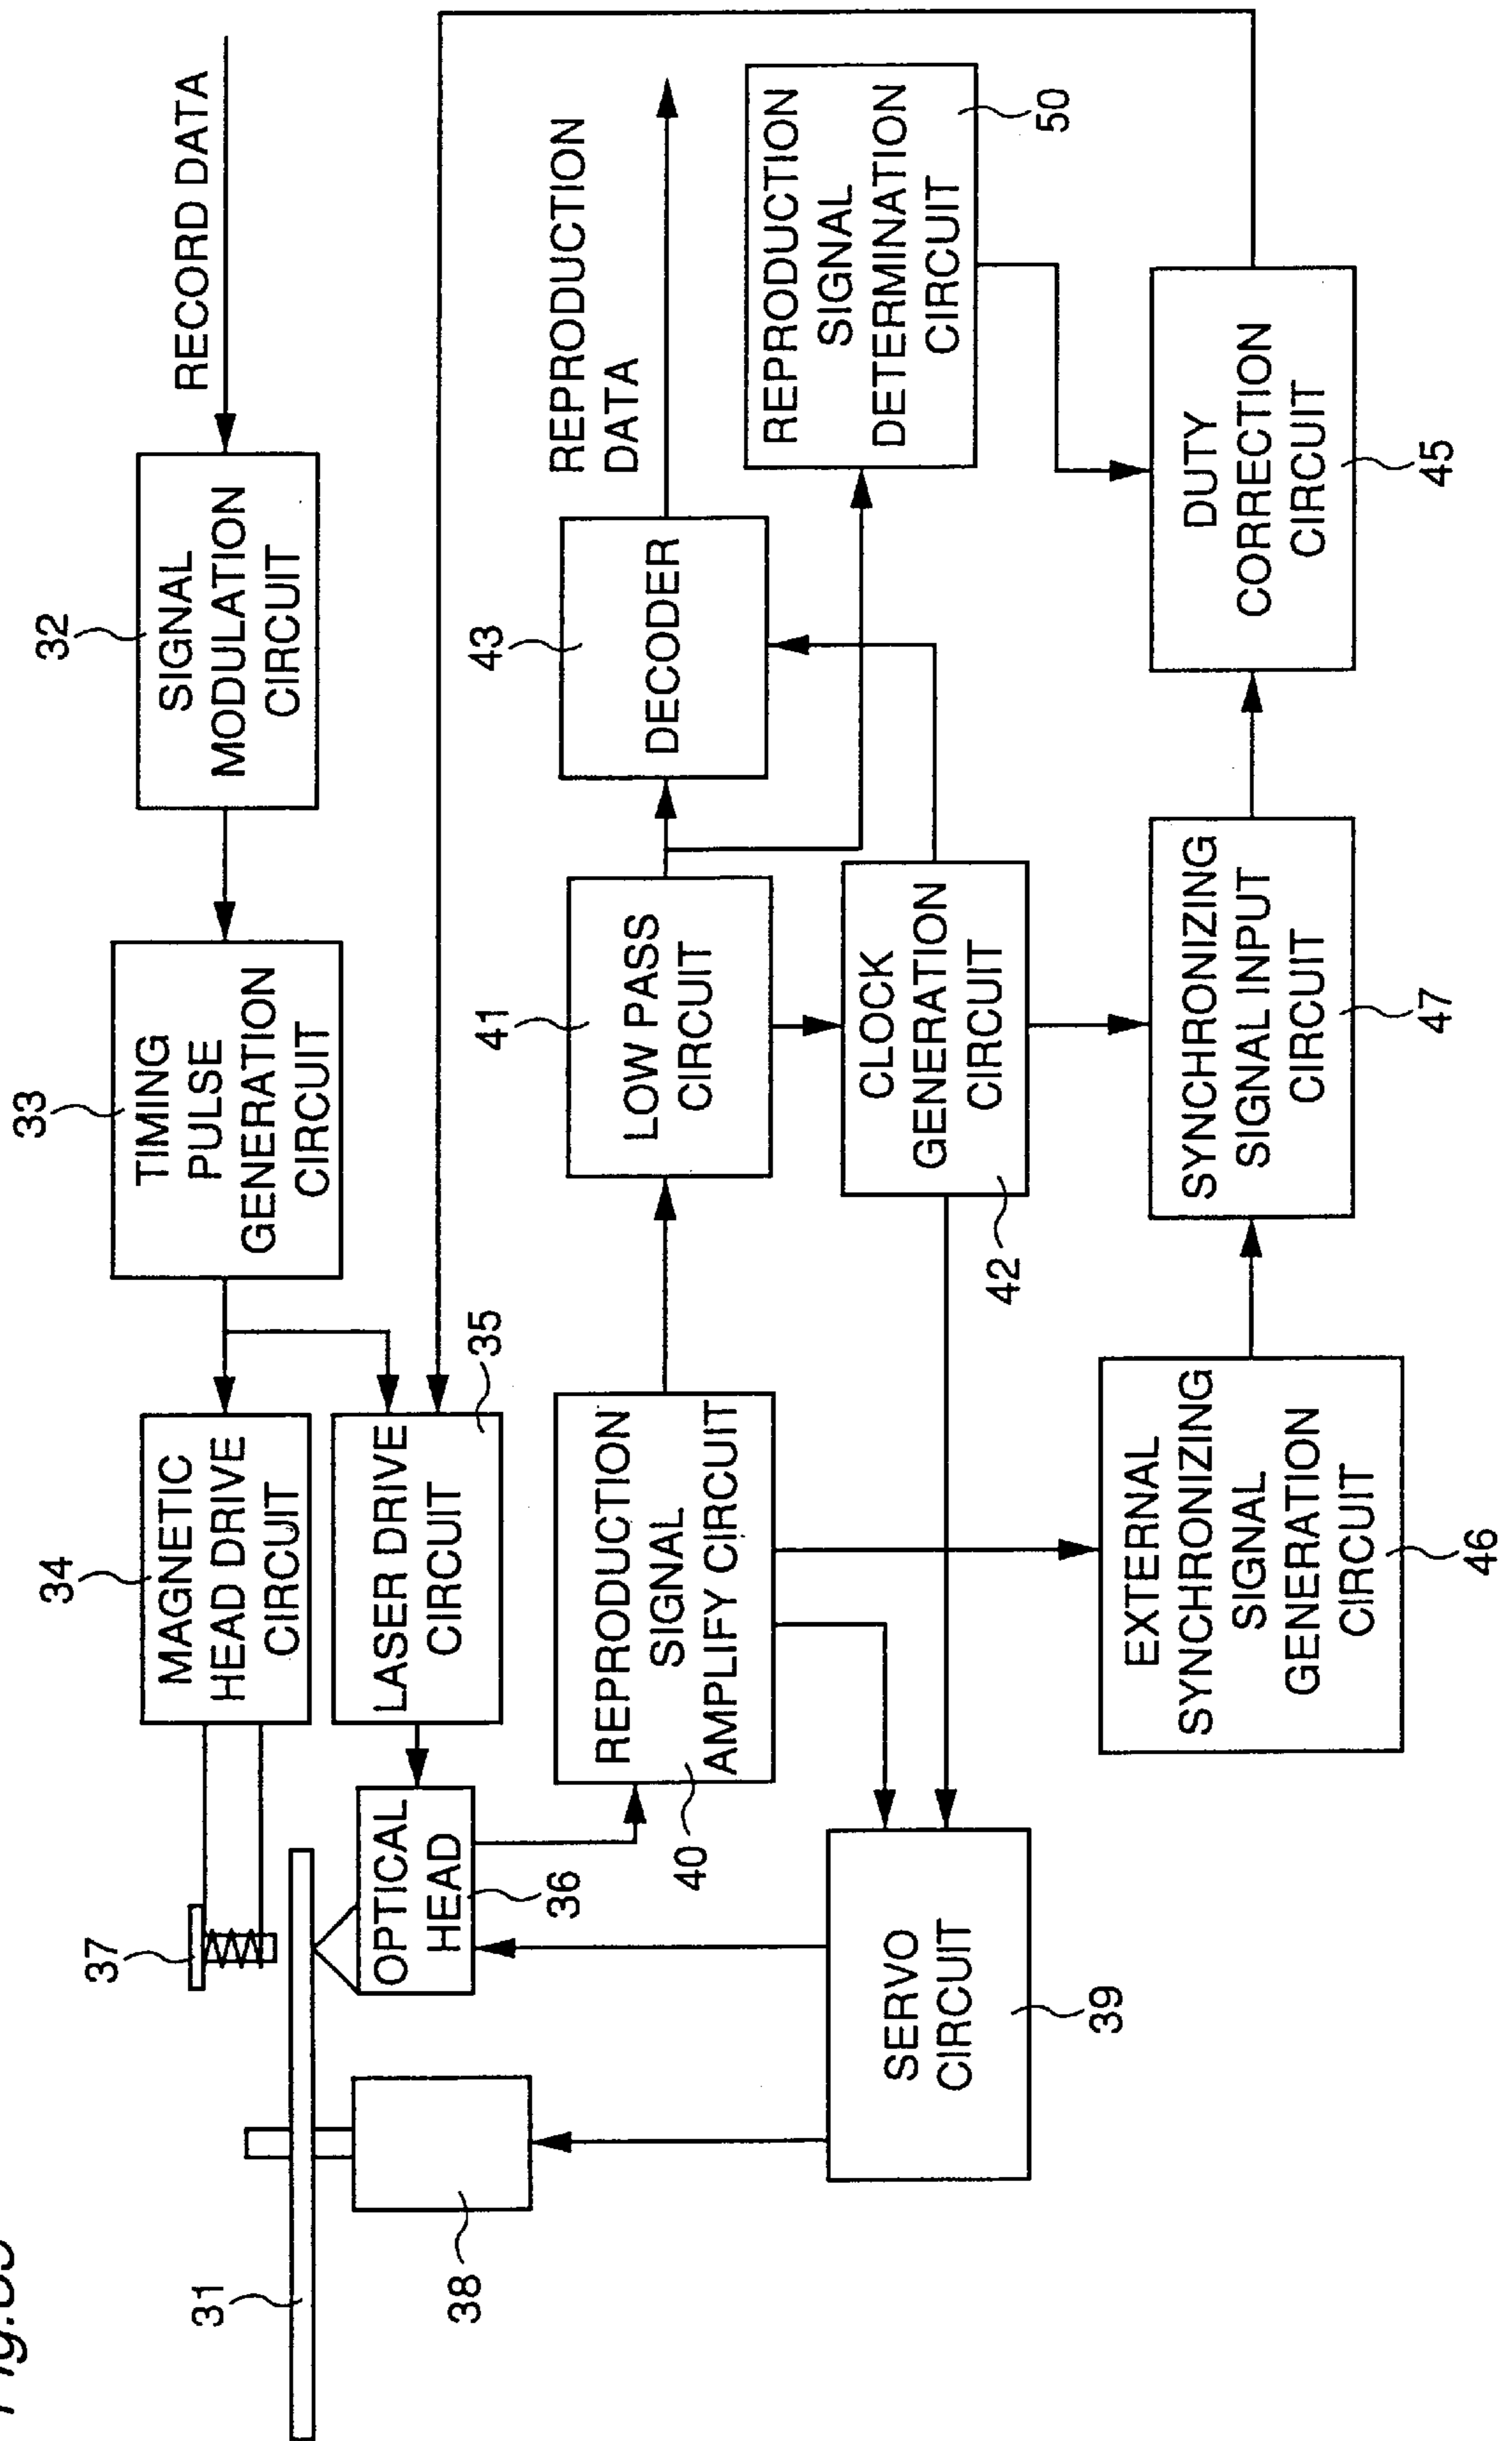 RECORD DATA
32
SIGNAL
MODULATION
CIRCUIT
33
TIMING
PULSE
GENERATION
CIRCUIT
34
MAGNETIC
HEAD DRIVE
CIRCUIT
35
LASER DRIVE
CIRCUIT
37
OPTICAL
HEAD
36
31
38
REPRODUCTION
SIGNAL
AMPLIFY CIRCUIT
40
41
LOW PASS
CIRCUIT
43
DECODER
REPRODUCTION
DATA
REPRODUCTION
SIGNAL
DETERMINATION
CIRCUIT
50
CLOCK
GENERATION
CIRCUIT
42
SERVO
CIRCUIT
39
EXTERNAL
SYNCHRONIZING
SIGNAL
GENERATION
CIRCUIT
46
SYNCHRONIZING
SIGNAL INPUT
CIRCUIT
47
DUTY
CORRECTION
CIRCUIT
45